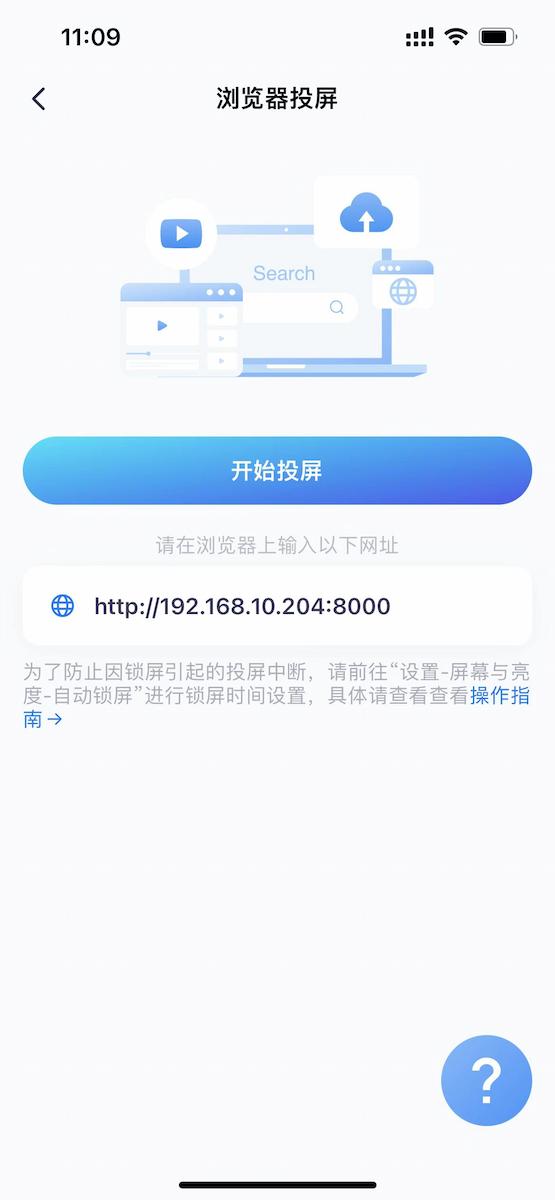 11:09
浏览器投屏
Search
开始投屏
请在浏览器上输入以下网址
http://192.168.10.204:8000
为了防止因锁屏引起的投屏中断，请前往“设置-屏幕与亮
度-自动锁屏”进行锁屏时间设置，具体请查看查看操作指
南→
?